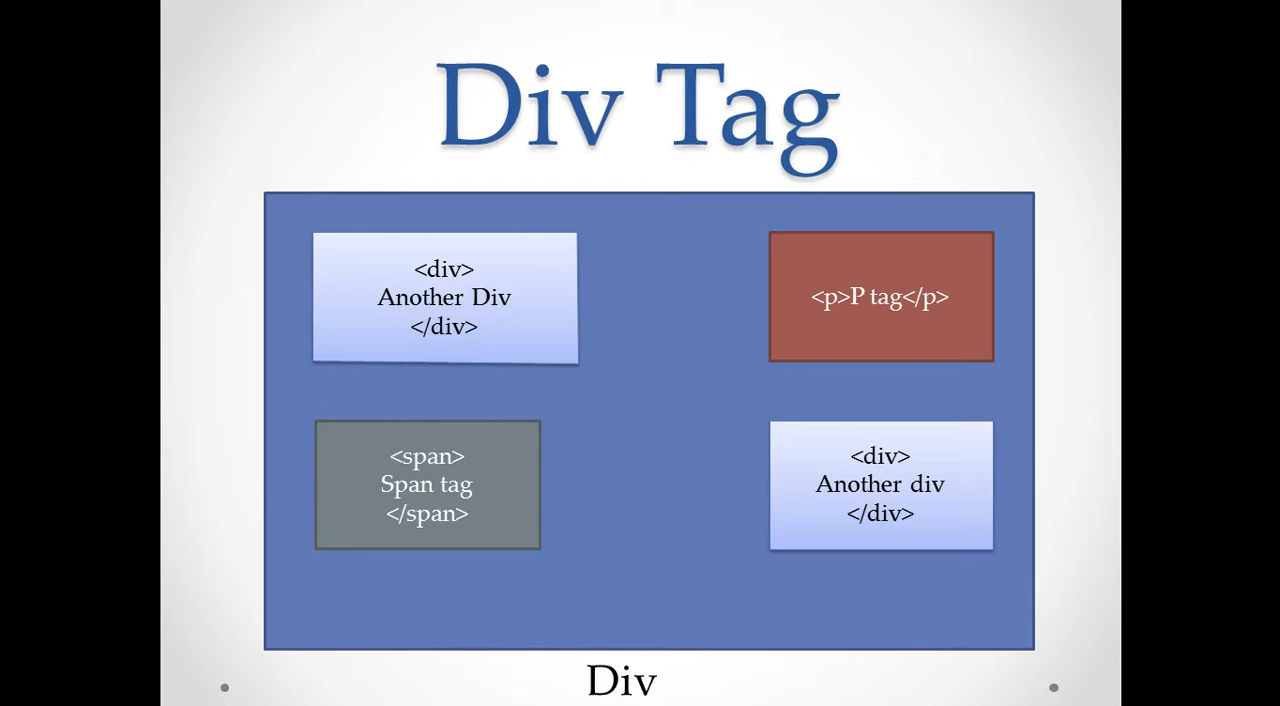 Div Tag
<div>
Another Div
</div>
<p>P tag</p>
<span>
Span tag
</span>
<div>
Another div
</div>
Div